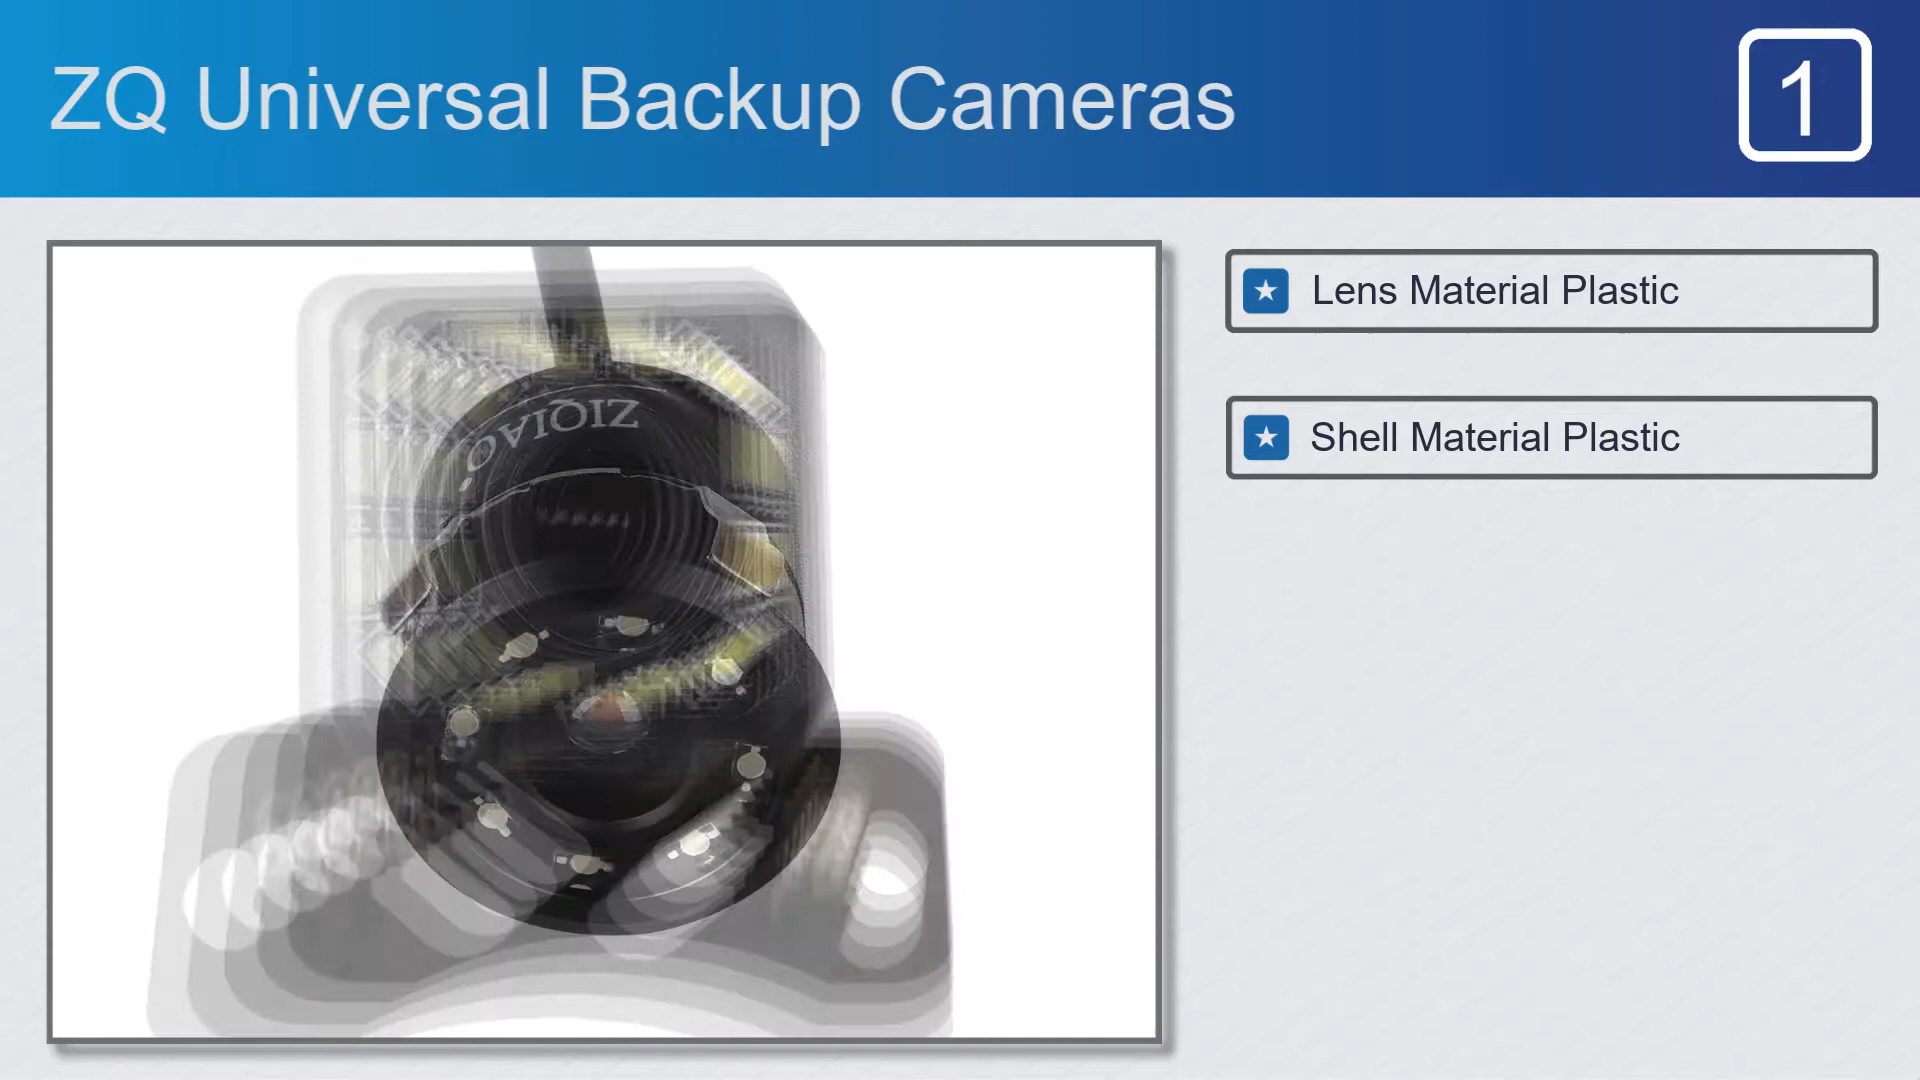 ZQ Universal Backup Cameras
1
Lens Material Plastic
Shell Material Plastic
ZIQIAO